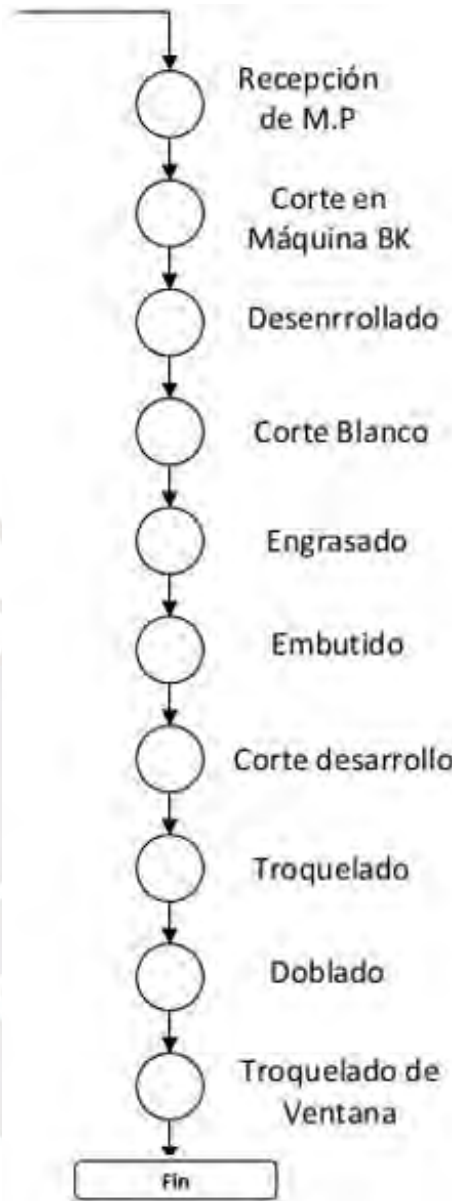 Recepción
de M.P
Corte en
Máquina BK
Desenrrollado
Corte Blanco
Engrasado
Embutido
Corte desarrollo
Troquelado
Doblado
Troquelado de
Ventana
Fin